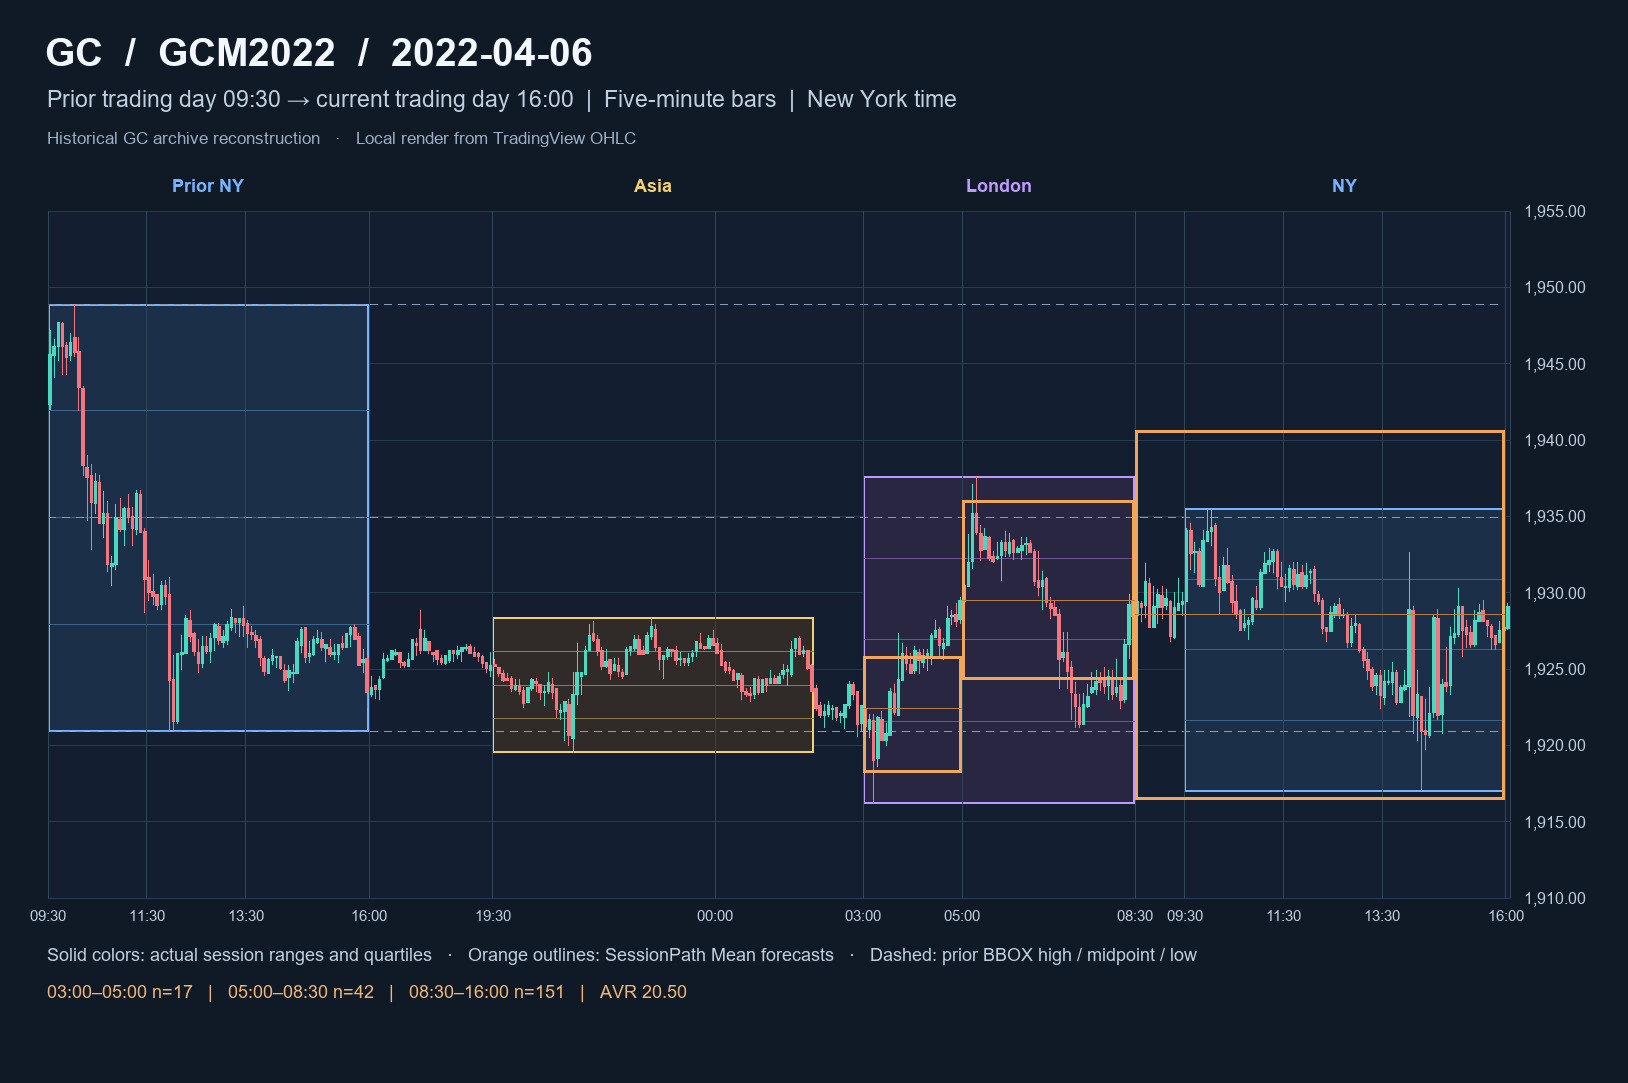 GC / GCM2022 / 2022-04-06
Prior trading day 09:30 → current trading day 16:00 | Five-minute bars | New York time
Historical GC archive reconstruction · Local render from TradingView OHLC
Prior NY Asia London NY
1,955.00
1,950.00
1,945.00
1,940.00
1,935.00
1,930.00
1,925.00
1,920.00
1,915.00
1,910.00
09:30 11:30 13:30 16:00 19:30 00:00 03:00 05:00 08:30 09:30 11:30 13:30 16:00
Solid colors: actual session ranges and quartiles · Orange outlines: SessionPath Mean forecasts · Dashed: prior BBOX high / midpoint / low
03:00–05:00 n=17 | 05:00–08:30 n=42 | 08:30–16:00 n=151 | AVR 20.50